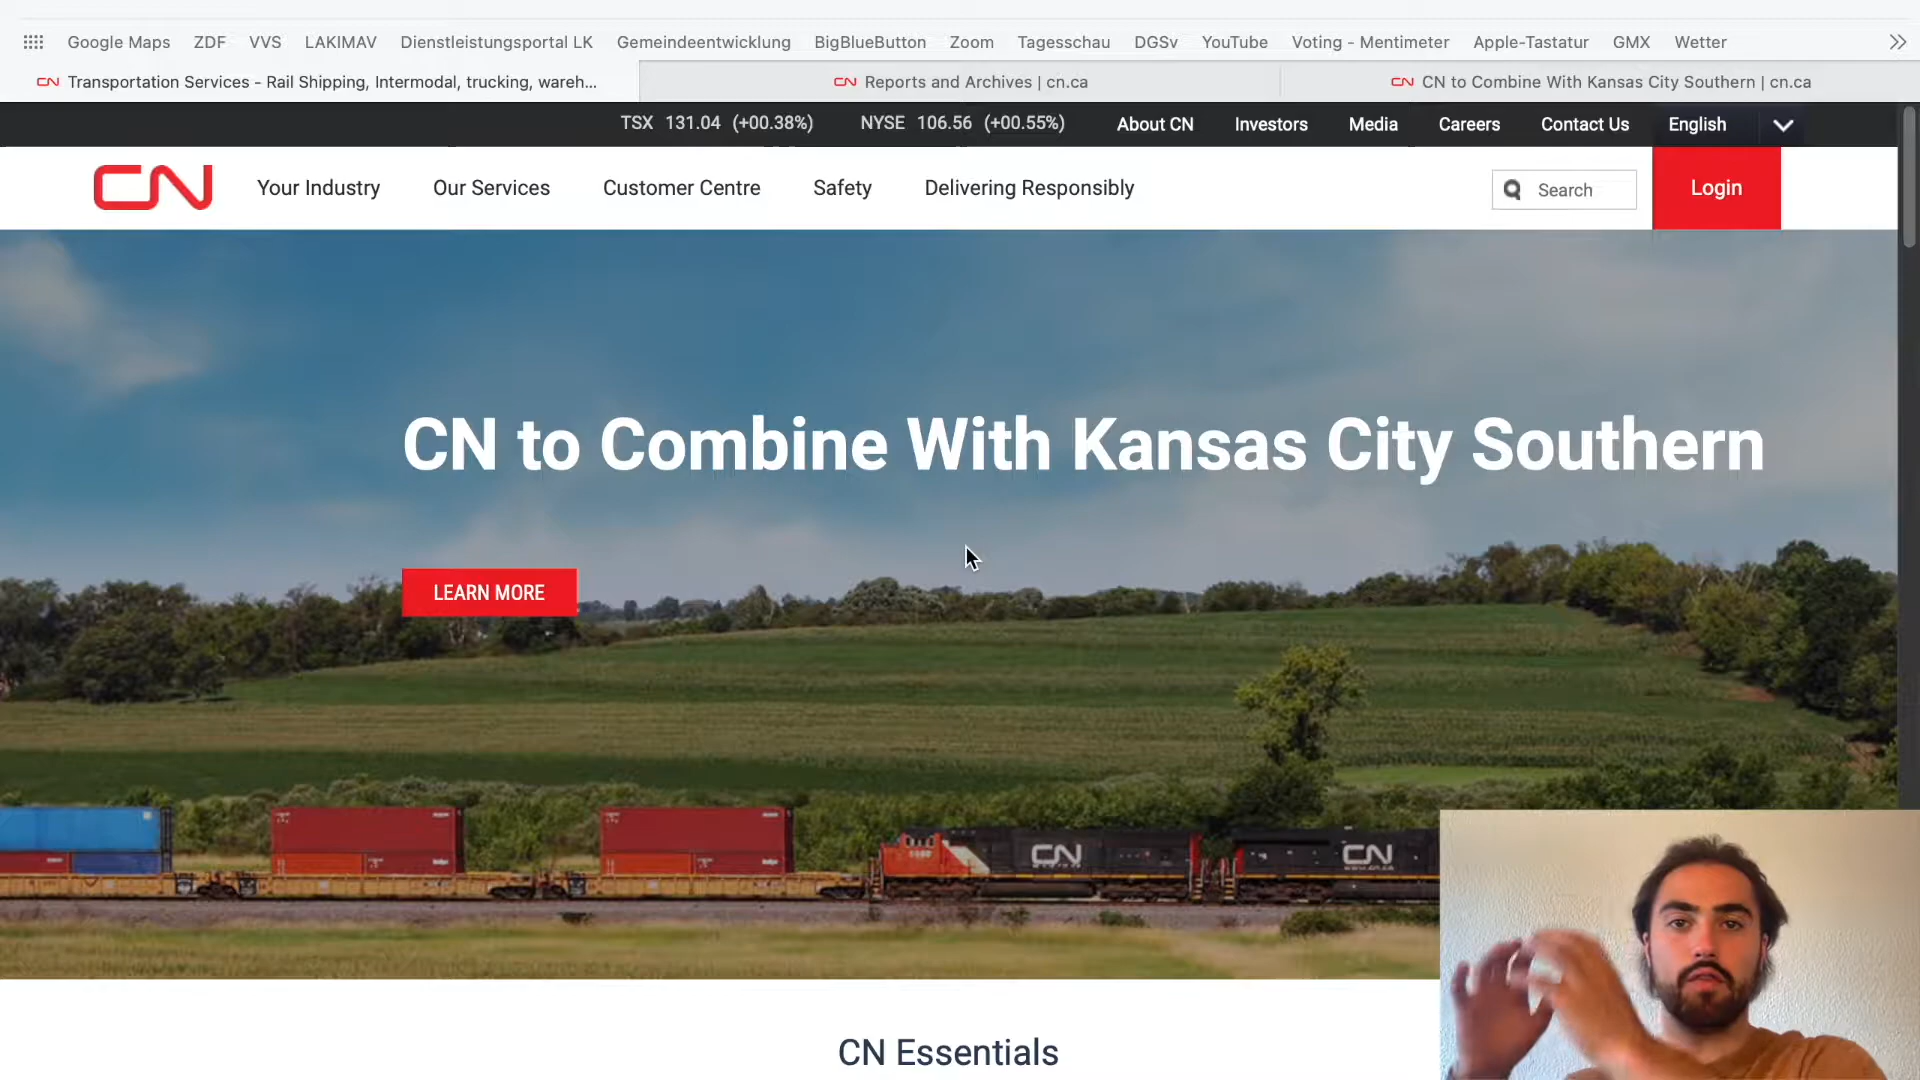 Google Maps ZDF VVS LAKIMAV Dienstleistungsportal LK Gemeindeentwicklung BigBlueButton Zoom Tagesschau DGSv YouTube Voting - Mentimeter Apple-Tastatur GMX Wetter
CN Transportation Services - Rail Shipping, Intermodal, trucking, wareh... CN Reports and Archives | cn.ca CN CN to Combine With Kansas City Southern | cn.ca
TSX 131.04 (+00.38%) NYSE 106.56 (+00.55%) About CN Investors Media Careers Contact Us English
CN Your Industry Our Services Customer Centre Safety Delivering Responsibly Search Login
CN to Combine With Kansas City Southern
LEARN MORE
CN CN
CN Essentials